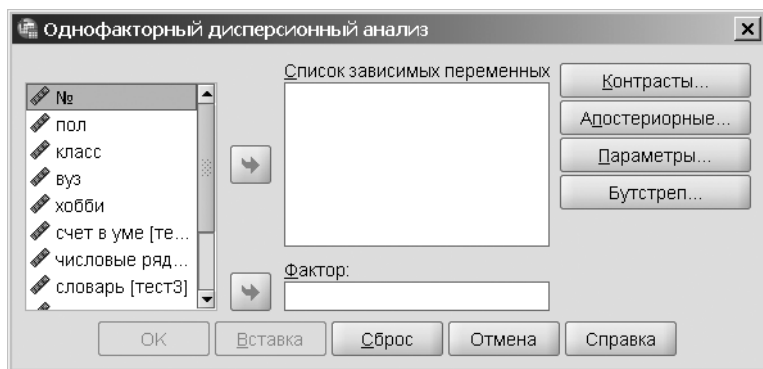 Однофакторный дисперсионный анализ
№
пол
класс
вуз
хобби
счет в уме [те...
числовые ряд...
словарь [тест3]
Список зависимых переменных
Фактор:
Контрасты...
Апостериорные...
Параметры...
Бутстреп...
OK
Вставка
Сброс
Отмена
Справка